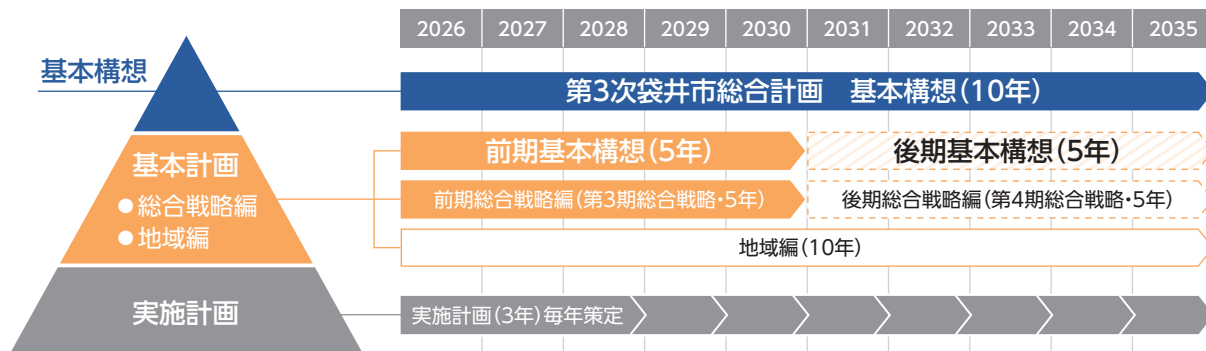 2026 2027 2028 2029 2030 2031 2032 2033 2034 2035
基本構想
第3次袋井市総合計画　基本構想(10年)
基本計画
●総合戦略編
●地域編
前期基本構想(5年)
後期基本構想(5年)
前期総合戦略編(第3期総合戦略・5年)
後期総合戦略編(第4期総合戦略・5年)
地域編(10年)
実施計画
実施計画(3年)毎年策定